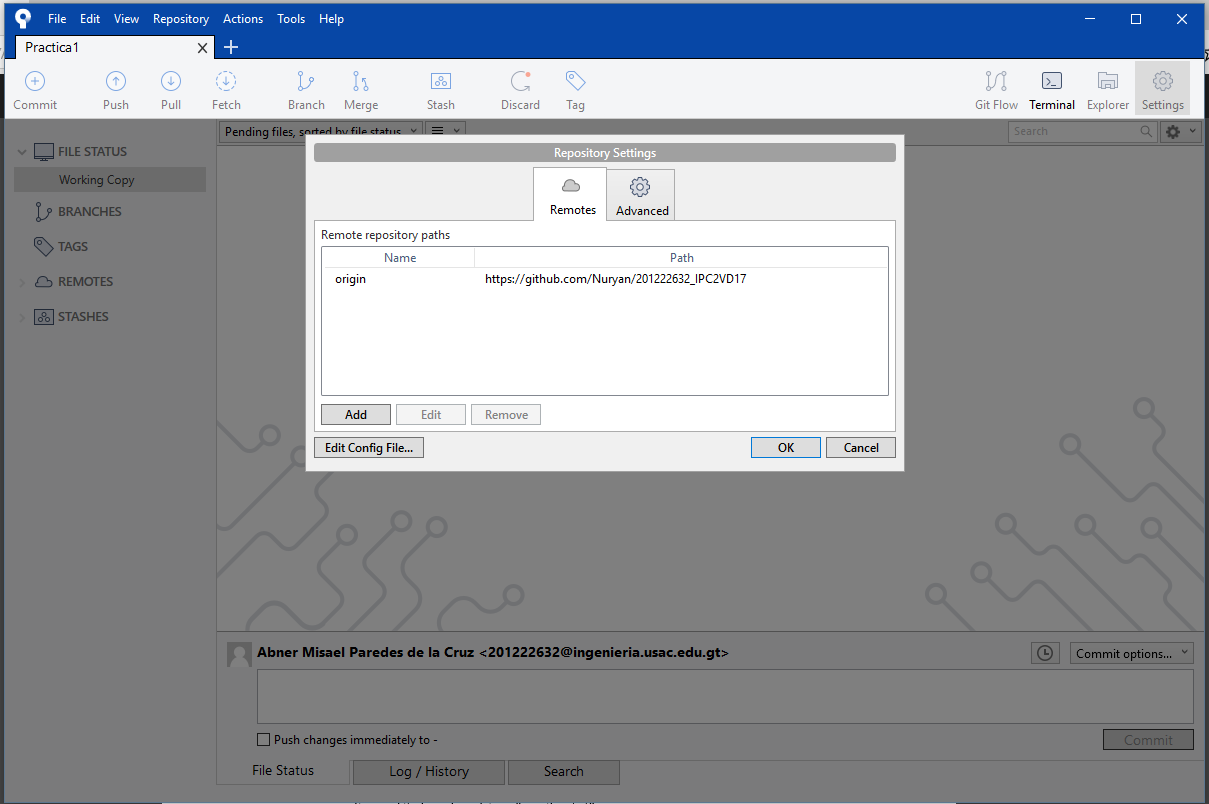 File Edit View Repository Actions Tools Help
Practica1
Commit Push Pull Fetch Branch Merge Stash Discard Tag Git Flow Terminal Explorer Settings
Pending files, sorted by file status
Search
FILE STATUS
Working Copy
BRANCHES
TAGS
REMOTES
STASHES
Repository Settings
Remotes Advanced
Remote repository paths
Name Path
origin https://github.com/Nuryan/201222632_IPC2VD17
Add Edit Remove
Edit Config File... OK Cancel
Abner Misael Paredes de la Cruz <201222632@ingenieria.usac.edu.gt>
Commit options...
Push changes immediately to -
Commit
File Status Log / History Search